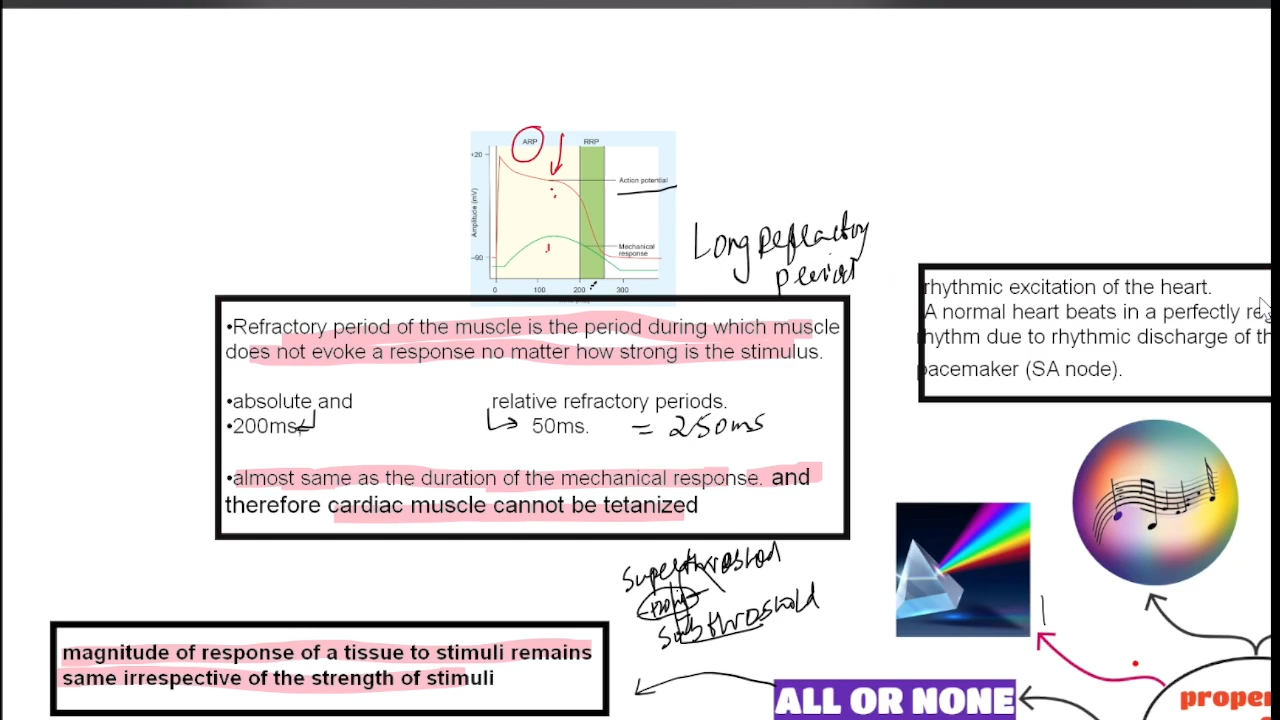 ARP
RRP
+20
Action potential
Amplitude (mV)
Mechanical
response
-90
0 100 200 300
Long Refractory
period
•Refractory period of the muscle is the period during which muscle
does not evoke a response no matter how strong is the stimulus.
•absolute and relative refractory periods.
•200ms, 50ms. = 250ms
•almost same as the duration of the mechanical response. and
therefore cardiac muscle cannot be tetanized
rhythmic excitation of the heart.
A normal heart beats in a perfectly re
rhythm due to rhythmic discharge of th
pacemaker (SA node).
magnitude of response of a tissue to stimuli remains
same irrespective of the strength of stimuli
ALL OR NONE
proper